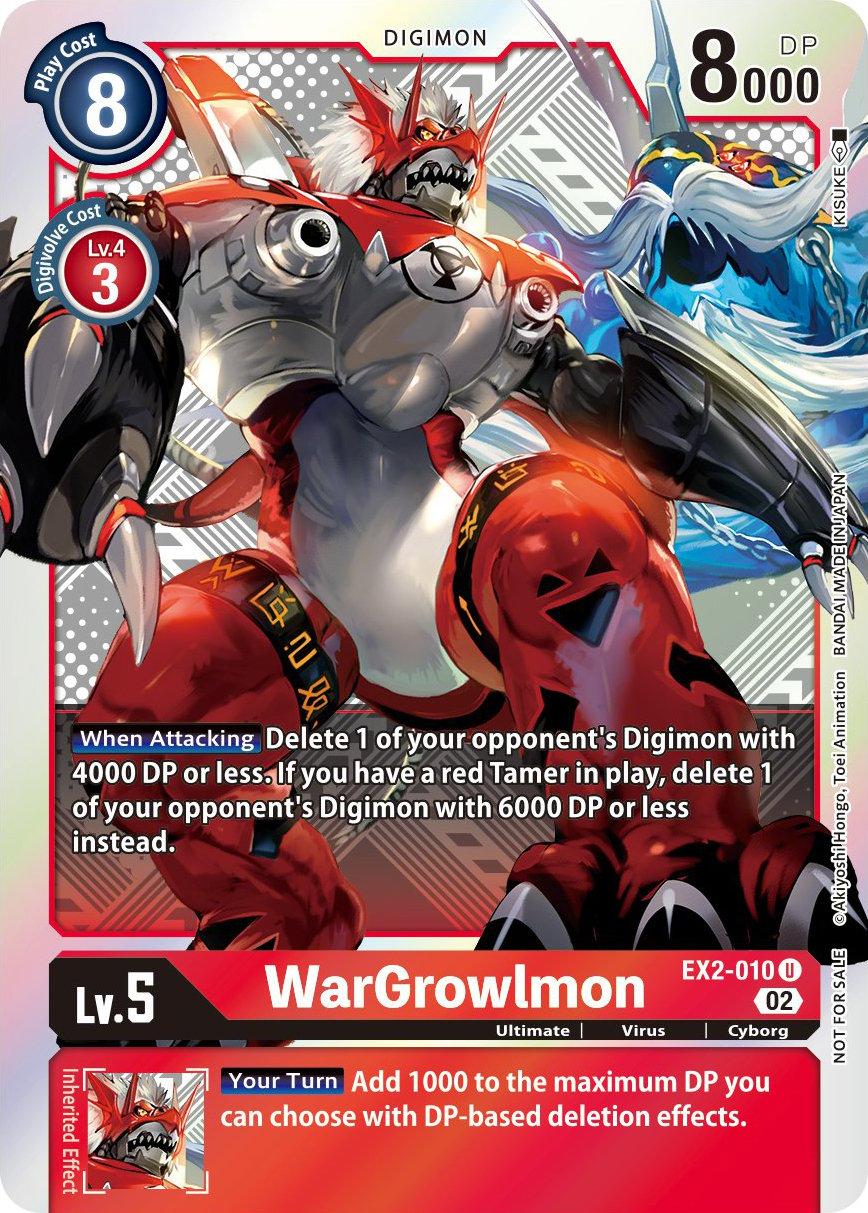 DIGIMON
Play Cost
8
DP
8000
Digivolve Cost
Lv.4
3
KISUKE
BANDAI MADE IN JAPAN
©Akiyoshi Hongo, Toei Animation
NOT FOR SALE
When Attacking Delete 1 of your opponent's Digimon with
4000 DP or less. If you have a red Tamer in play, delete 1
of your opponent's Digimon with 6000 DP or less
instead.
Lv.5
WarGrowlmon
EX2-010 U
02
Ultimate | Virus | Cyborg
Inherited Effect
Your Turn Add 1000 to the maximum DP you
can choose with DP-based deletion effects.